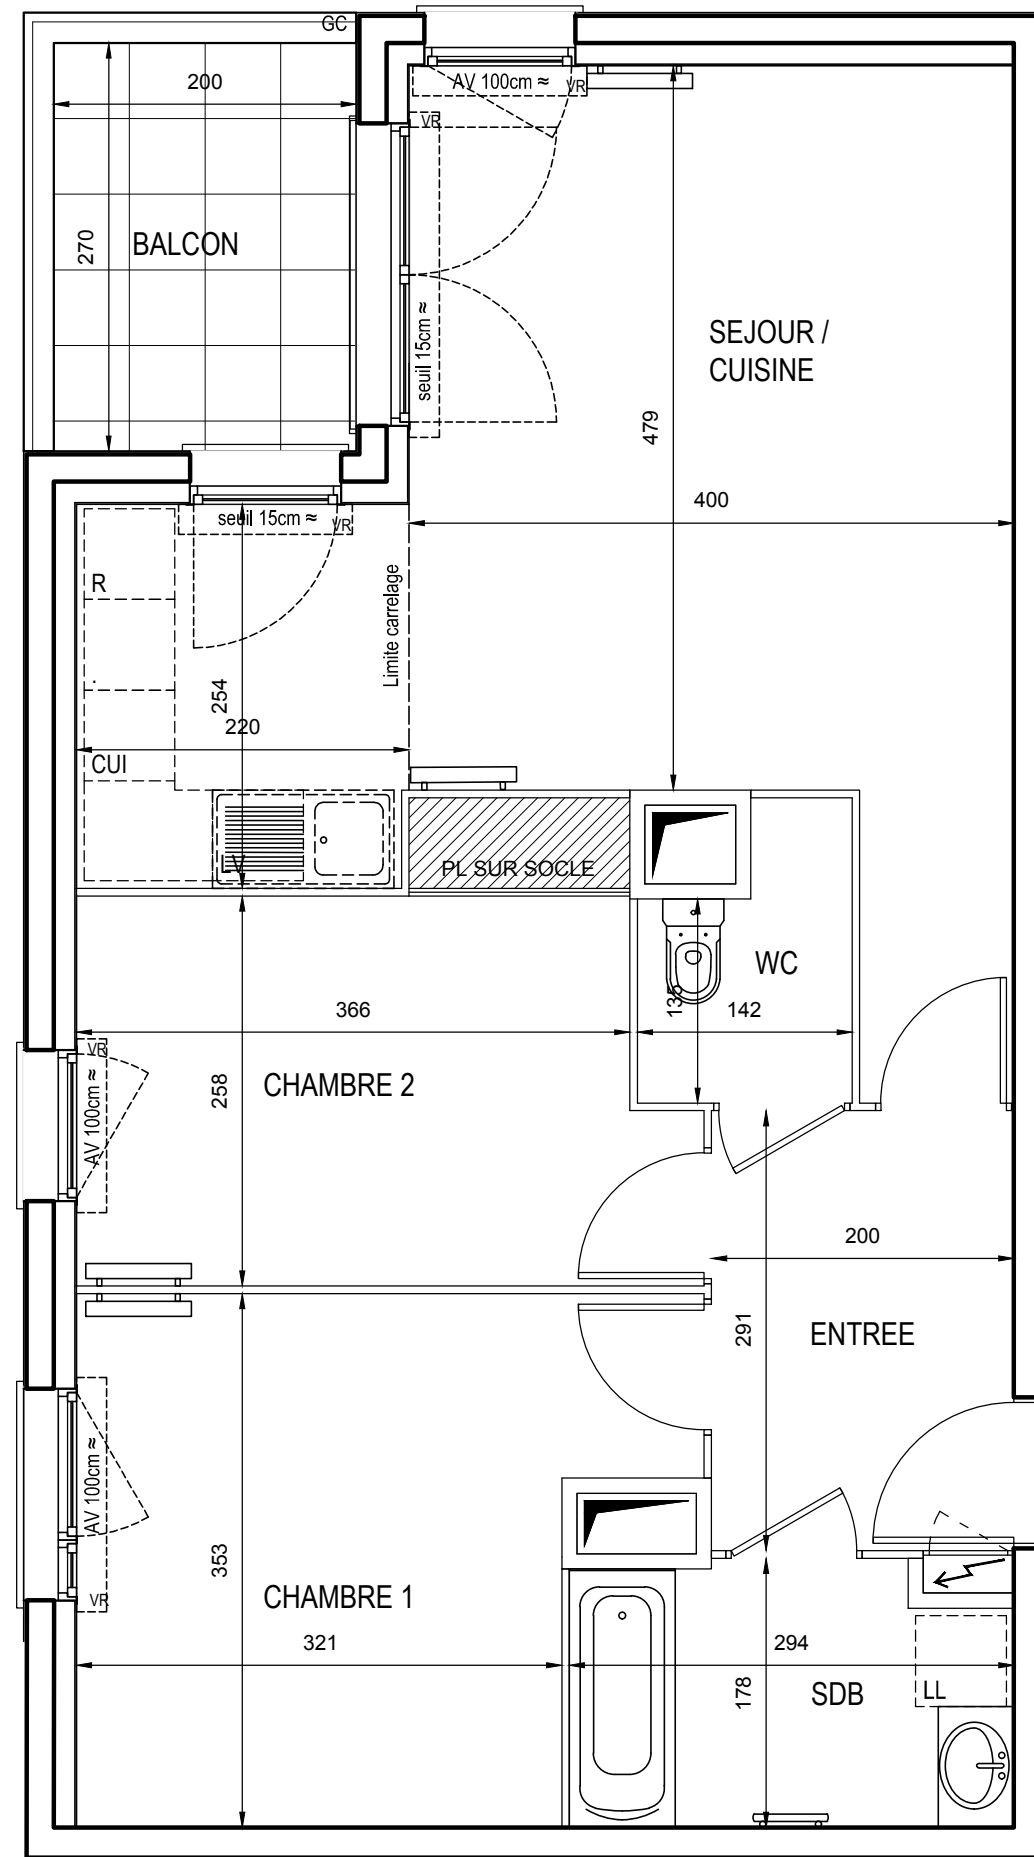 GC
200
AV 100cm ≈
VR
VR
270
BALCON
seuil 15cm ≈
SEJOUR /
CUISINE
479
400
seuil 15cm ≈
VR
R
Limite carrelage
254
220
CUI
LV
PL SUR SOCLE
WC
135
142
366
VR
AV 100cm ≈
258
CHAMBRE 2
200
291
ENTREE
AV 100cm ≈
VR
353
CHAMBRE 1
321
294
178
SDB
LL